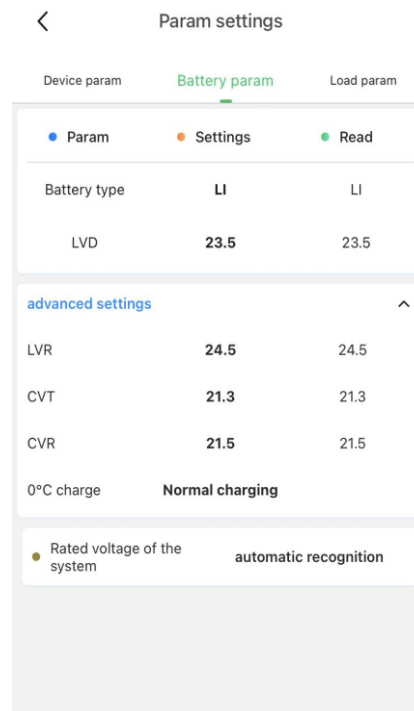 Param settings
Device param Battery param Load param
Param Settings Read
Battery type LI LI
LVD 23.5 23.5
advanced settings
LVR 24.5 24.5
CVT 21.3 21.3
CVR 21.5 21.5
0°C charge Normal charging
Rated voltage of the
system
automatic recognition